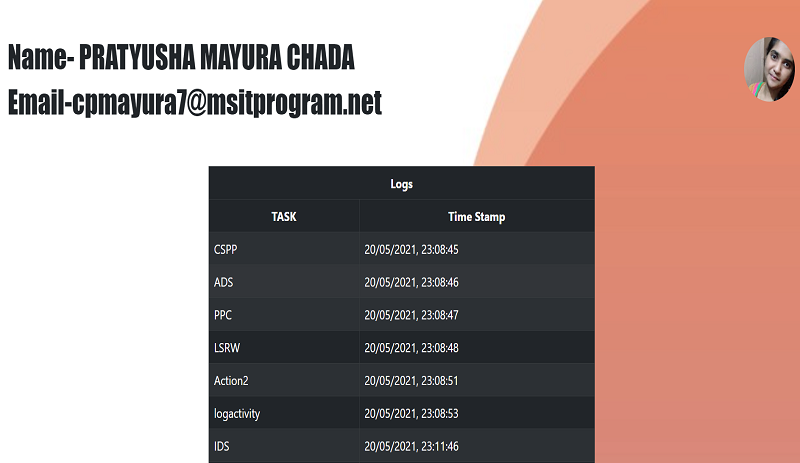 Name- PRATYUSHA MAYURA CHADA
Email-cpmayura7@msitprogram.net
Logs
TASK Time Stamp
CSPP 20/05/2021, 23:08:45
ADS 20/05/2021, 23:08:46
PPC 20/05/2021, 23:08:47
LSRW 20/05/2021, 23:08:48
Action2 20/05/2021, 23:08:51
logactivity 20/05/2021, 23:08:53
IDS 20/05/2021, 23:11:46